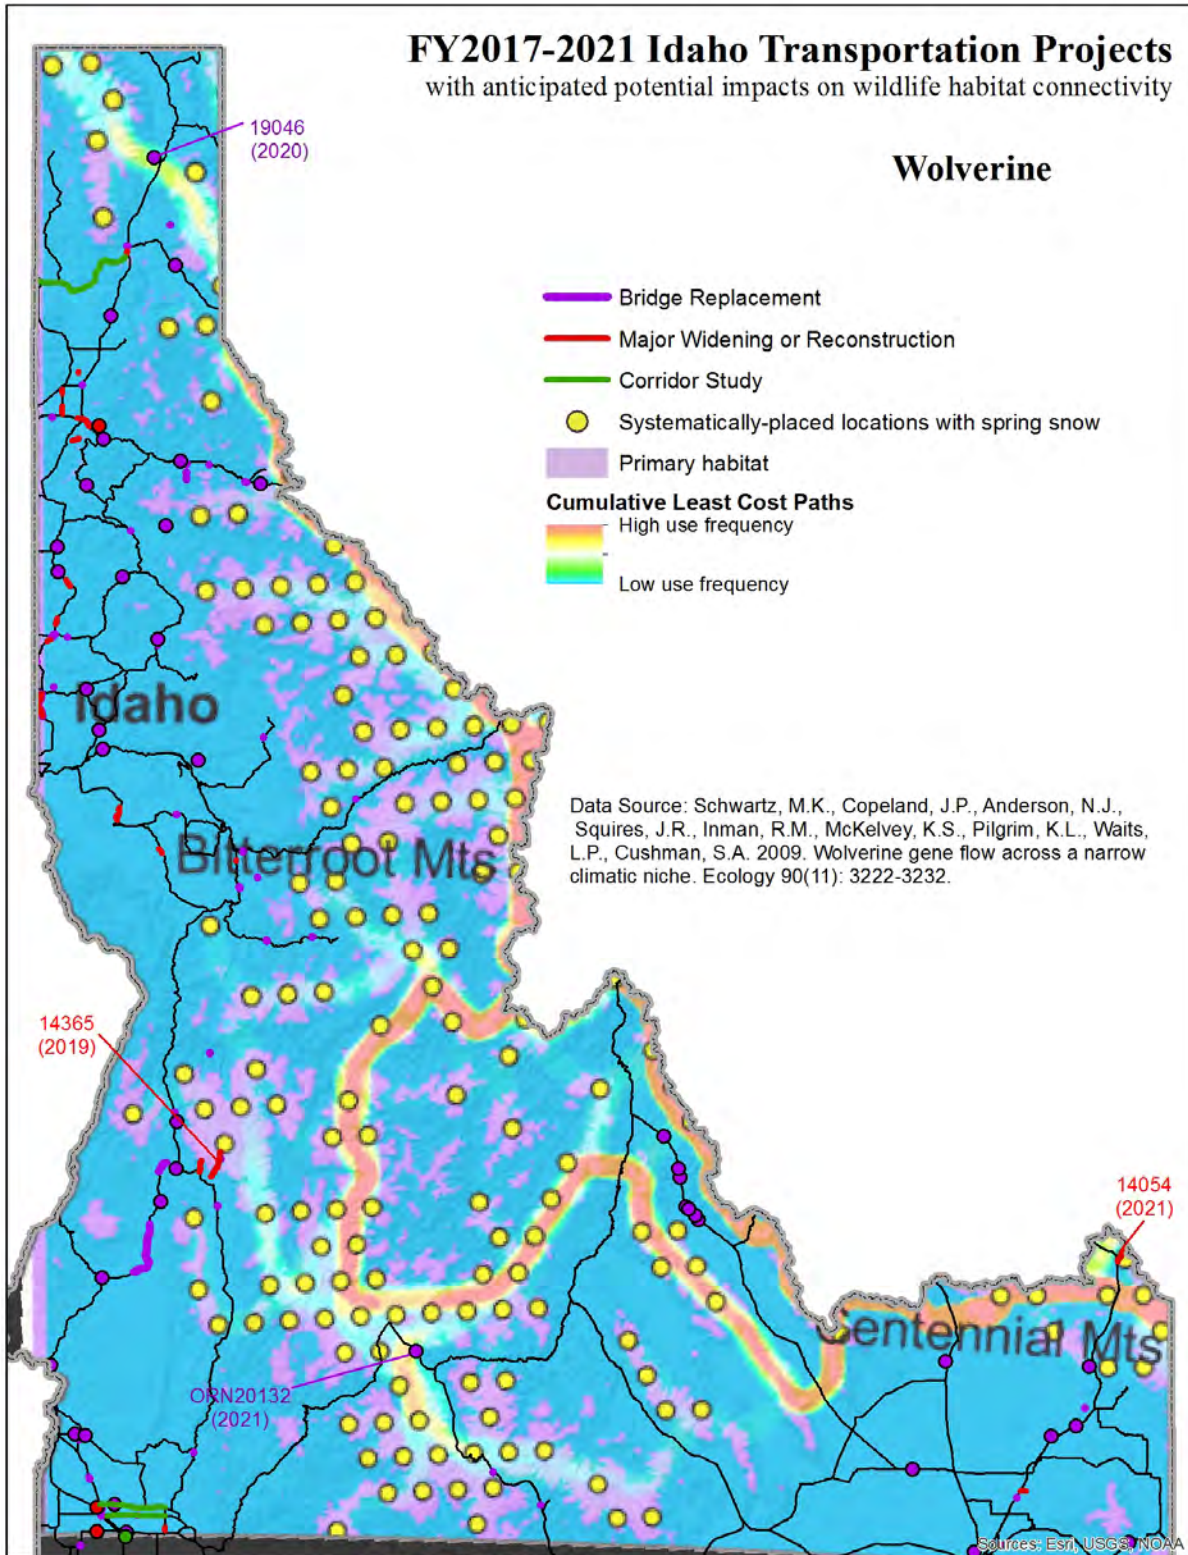 FY2017-2021 Idaho Transportation Projects
with anticipated potential impacts on wildlife habitat connectivity
Wolverine
19046
(2020)
Bridge Replacement
Major Widening or Reconstruction
Corridor Study
Systematically-placed locations with spring snow
Primary habitat
Cumulative Least Cost Paths
High use frequency
Low use frequency
Idaho
Data Source: Schwartz, M.K., Copeland, J.P., Anderson, N.J.,
Squires, J.R., Inman, R.M., McKelvey, K.S., Pilgrim, K.L., Waits,
L.P., Cushman, S.A. 2009. Wolverine gene flow across a narrow
climatic niche. Ecology 90(11): 3222-3232.
Bitterroot Mts
14365
(2019)
14054
(2021)
Centennial Mts
ORN20132
(2021)
Sources: Esri, USGS, NOAA